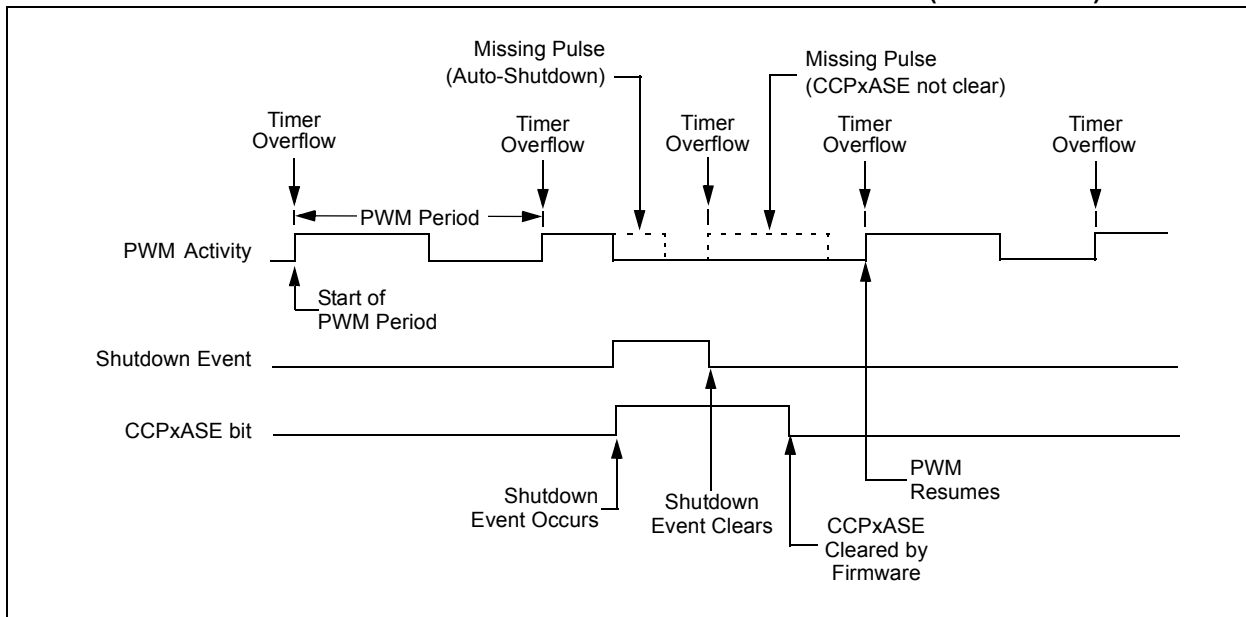 Missing Pulse
(Auto-Shutdown)
Missing Pulse
(CCPxASE not clear)
Timer
Overflow
Timer
Overflow
Timer
Overflow
Timer
Overflow
Timer
Overflow
PWM Period
PWM Activity
Start of
PWM Period
Shutdown Event
CCPxASE bit
Shutdown
Event Occurs
Shutdown
Event Clears
PWM
Resumes
CCPxASE
Cleared by
Firmware